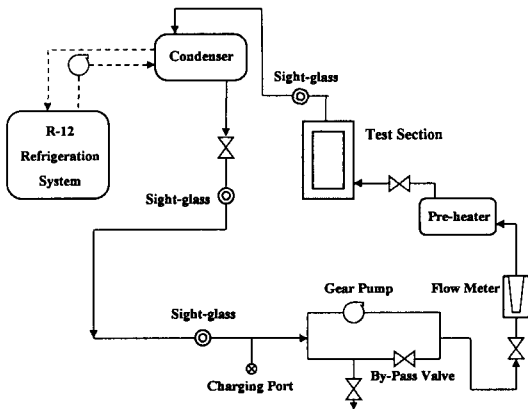 Condenser
Sight-glass
R-12
Refrigeration
System
Test Section
Sight-glass
Pre-heater
Gear Pump
Flow Meter
Sight-glass
By-Pass Valve
Charging Port